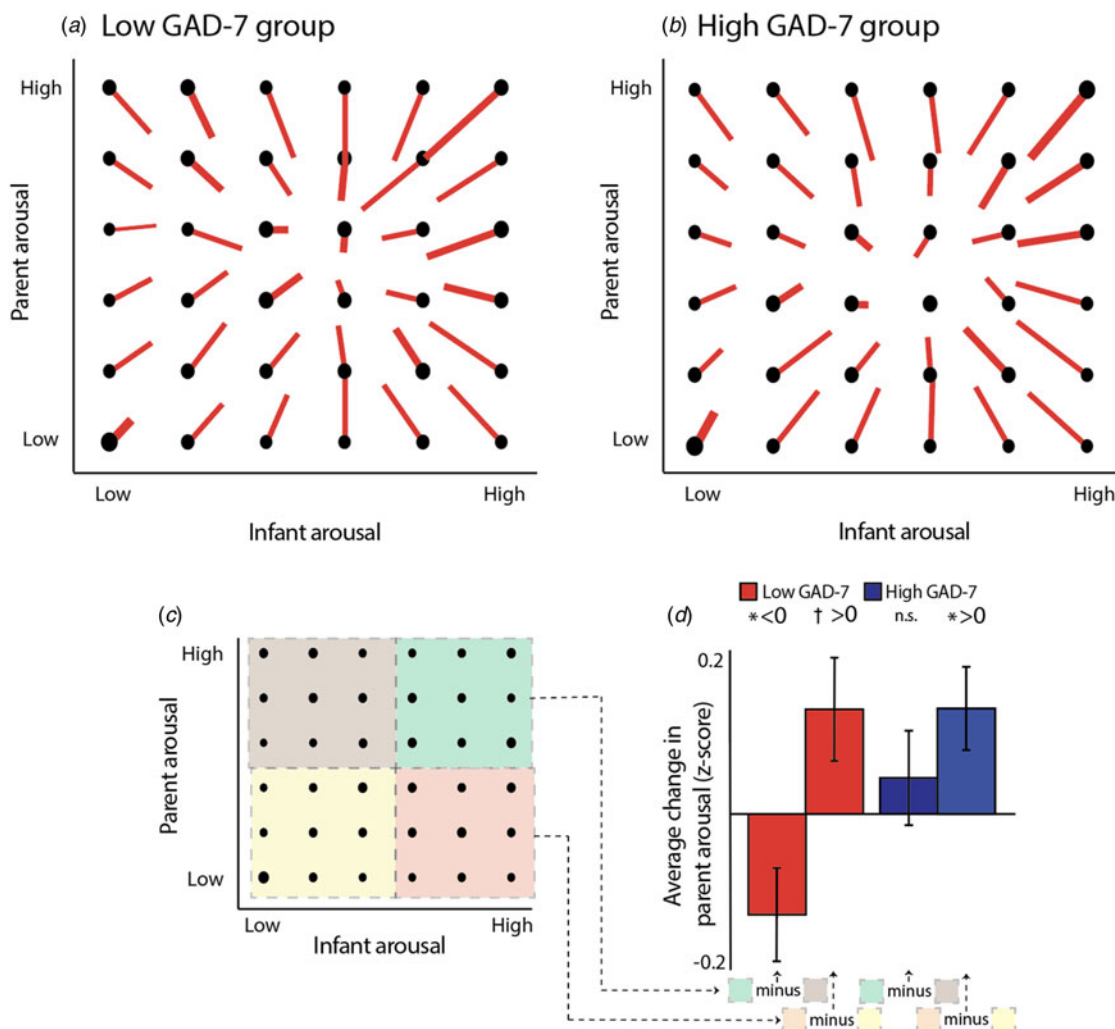 (a) Low GAD-7 group
High
Parent arousal
Low
Low High
Infant arousal
(b) High GAD-7 group
High
Parent arousal
Low
Low High
Infant arousal
(c)
High
Parent arousal
Low
Low High
Infant arousal
(d)
Low GAD-7 High GAD-7
*<0 † >0 n.s. *>0
0.2
Average change in
parent arousal (z-score)
-0.2
minus minus
minus minus